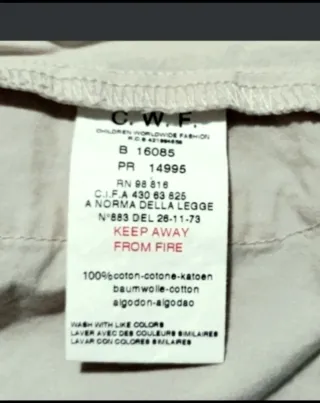 C. W. F.
CHILDREN WORLDWIDE FASHION
B 16085
PR 14995
RN 98 816
C.I.F.A 430 63 625
A NORMA DELLA LEGGE
N°883 DEL 26-11-73
KEEP AWAY
FROM FIRE
100%coton-cotone-katoen
baumwolle-cotton
algodon-algodao
WASH WITH LIKE COLORS
LAVER AVEC DES COULEURS SIMILAIRES
LAVAR CON COLORES SIMILARES